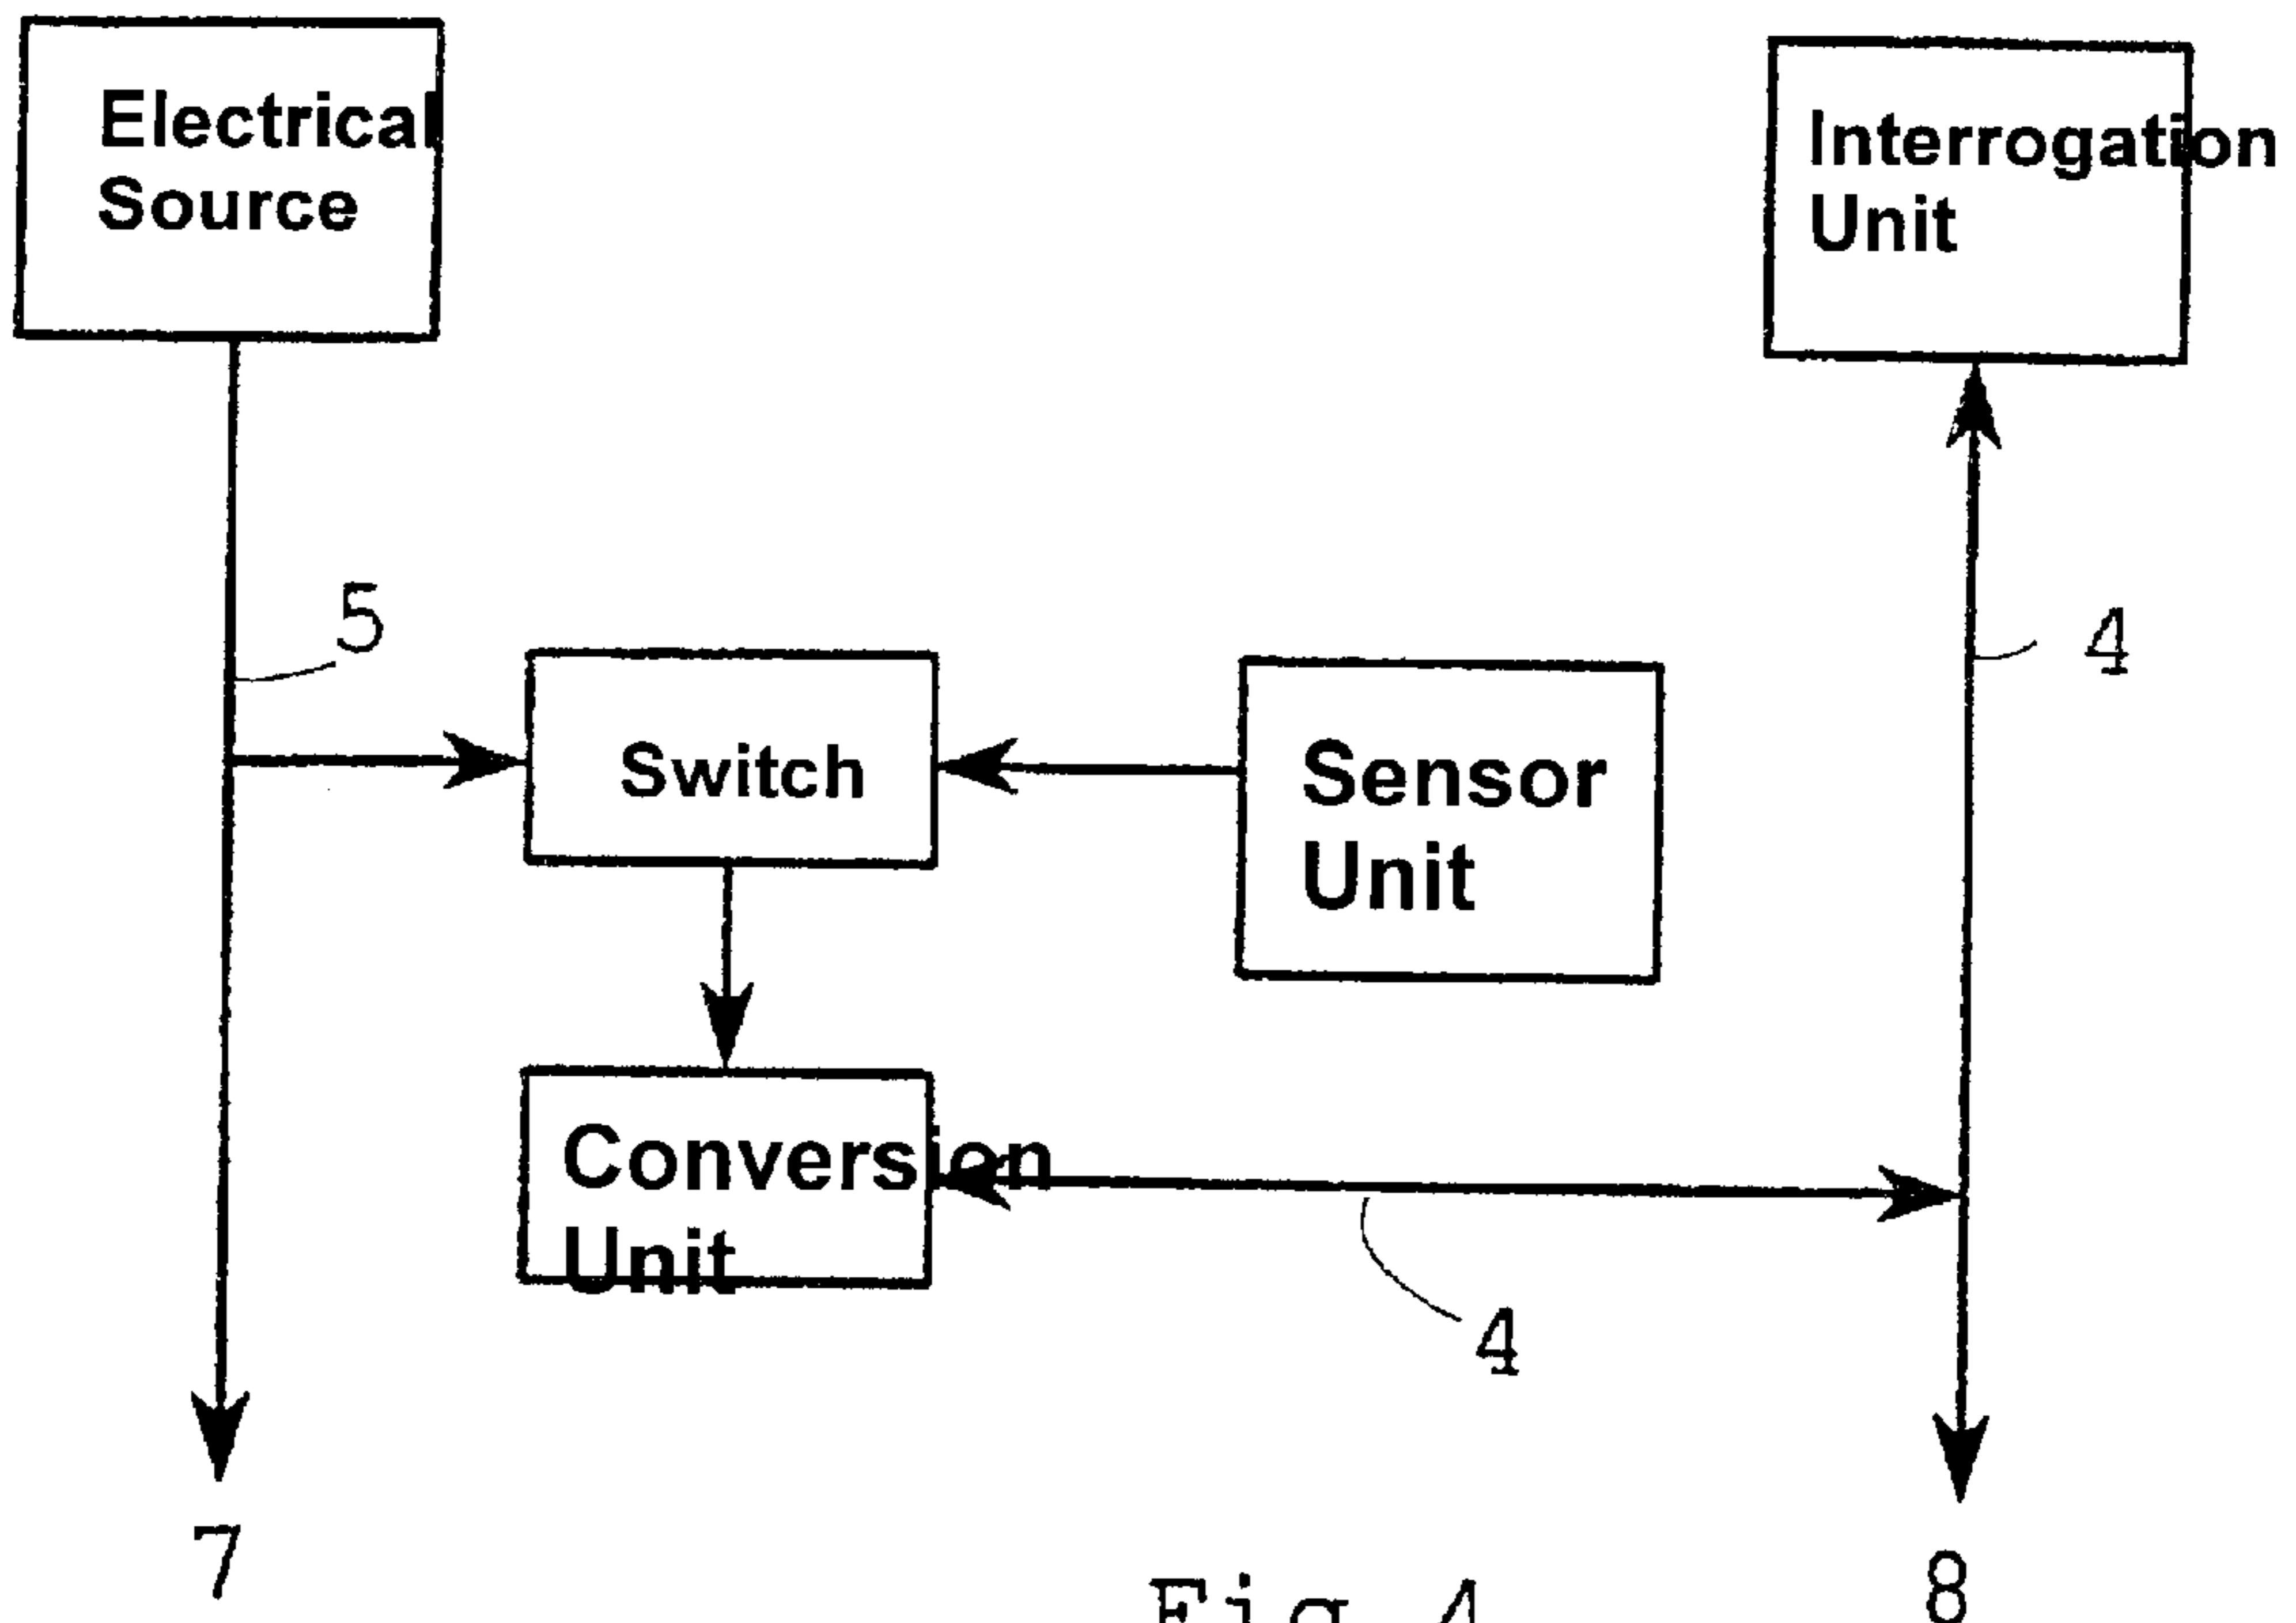 Electrical
Source
Interrogation
Unit
5
4
Switch
Sensor
Unit
Conversion
Unit
4
7
8
Fig 4